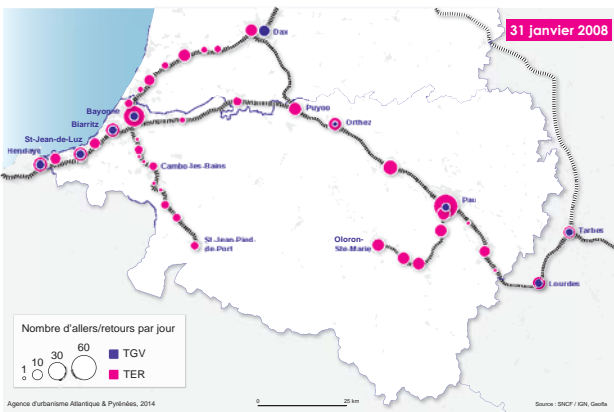 31 janvier 2008
Dax
Bayonne
Puyoo
Biarritz
Orthez
St-Jean-de-Luz
Hendaye
Cambo-les-Bains
Pau
St-Jean-Pied-
de-Port
Oloron-
Ste-Marie
Tarbes
Lourdes
Nombre d'allers/retours par jour
1 10 30 60
TGV
TER
0 25 km
Agence d'urbanisme Atlantique & Pyrénées, 2014
Source : SNCF / IGN, Geofla